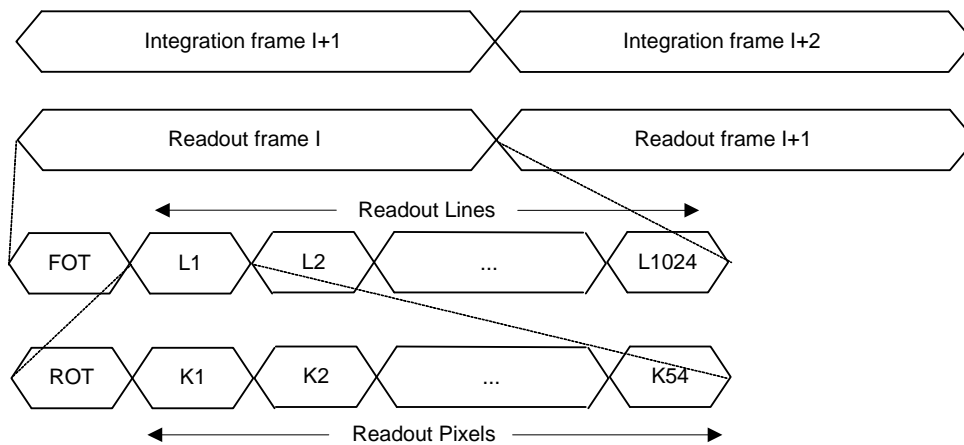 Integration frame I+1
Integration frame I+2
Readout frame I
Readout frame I+1
Readout Lines
FOT
L1
L2
...
L1024
ROT
K1
K2
...
K54
Readout Pixels